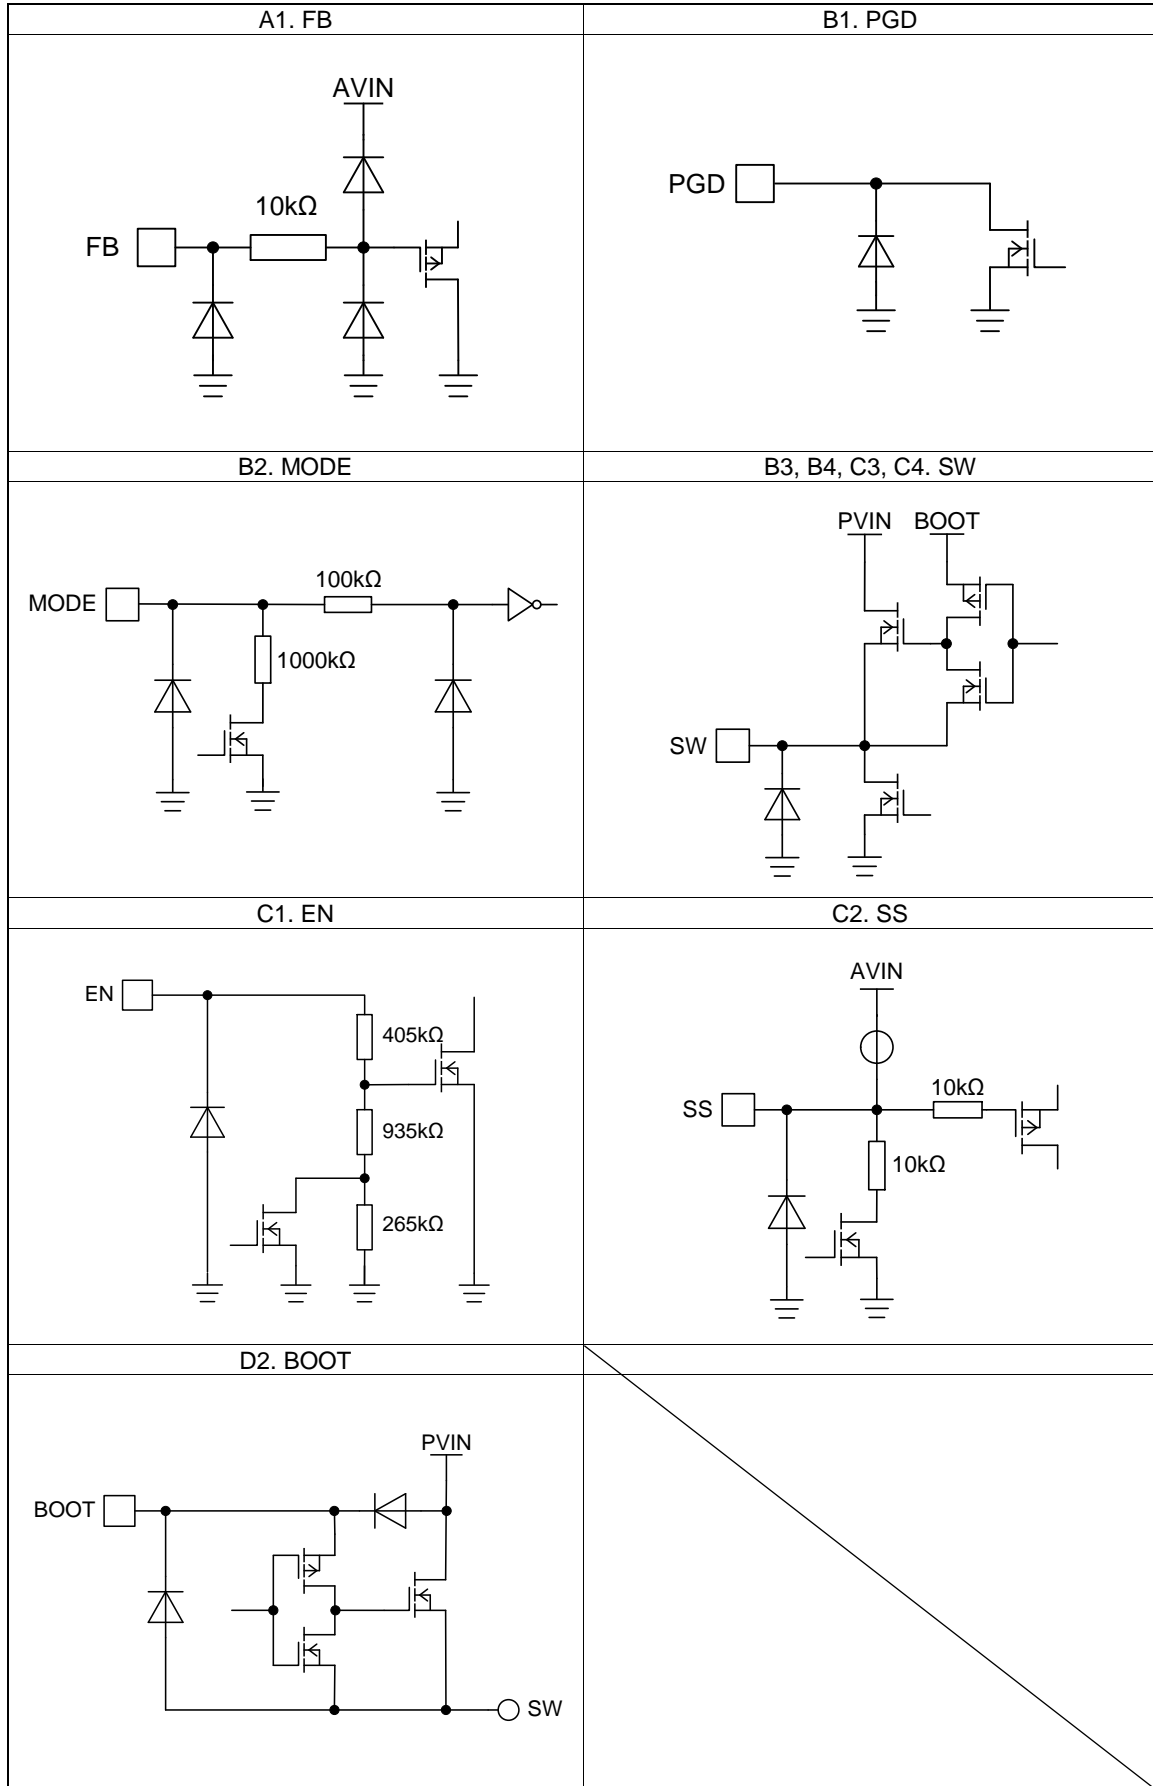 A1. FB
B1. PGD
AVIN
10kΩ
FB
PGD
B2. MODE
B3, B4, C3, C4. SW
MODE
100kΩ
1000kΩ
PVIN BOOT
SW
C1. EN
C2. SS
EN
405kΩ
935kΩ
265kΩ
AVIN
SS
10kΩ
10kΩ
D2. BOOT
PVIN
BOOT
SW